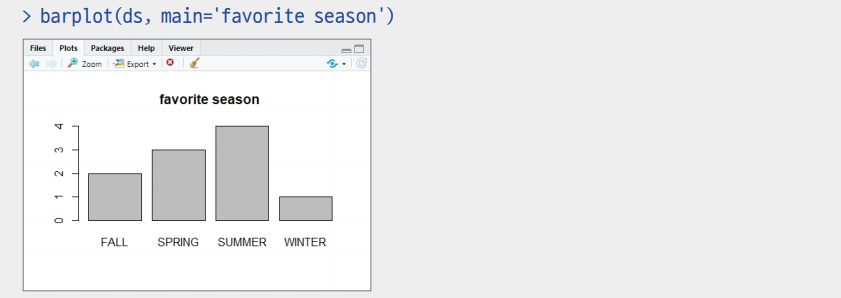 > barplot(ds, main='favorite season')
Files Plots Packages Help Viewer
Zoom Export
favorite season
4
3
2
1
0
FALL SPRING SUMMER WINTER